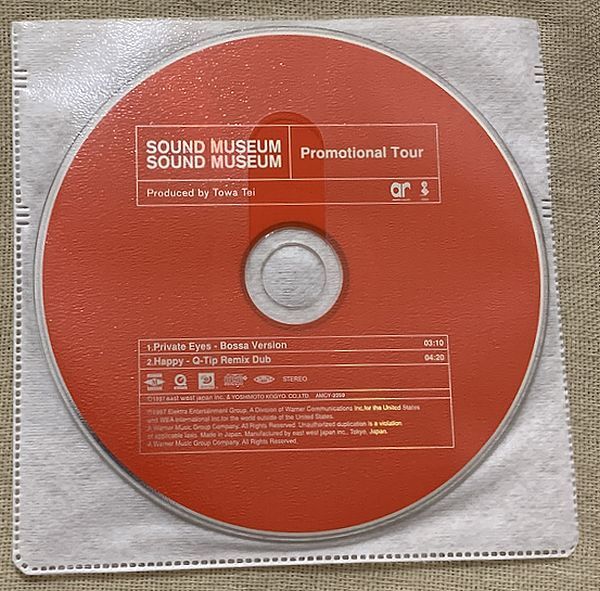 SOUND MUSEUM
SOUND MUSEUM
Promotional Tour
Produced by Towa Tei
ar
1.Private Eyes - Bossa Version 03:10
2.Happy - Q-Tip Remix Dub 04:20
STEREO
©1997 east west japan inc. & YOSHIMOTO KOGYO. CO.,LTD. AMCY-2259
℗1997 Elektra Entertainment Group, A Division of Warner Communications Inc.for the United States
and WEA International Inc.for the world outside of the United States.
A Warner Music Group Company. All Rights Reserved. Unauthorized duplication is a violation
of applicable laws. Made in Japan. Manufactured by east west japan inc., Tokyo, Japan.
A Warner Music Group Company. All Rights Reserved.